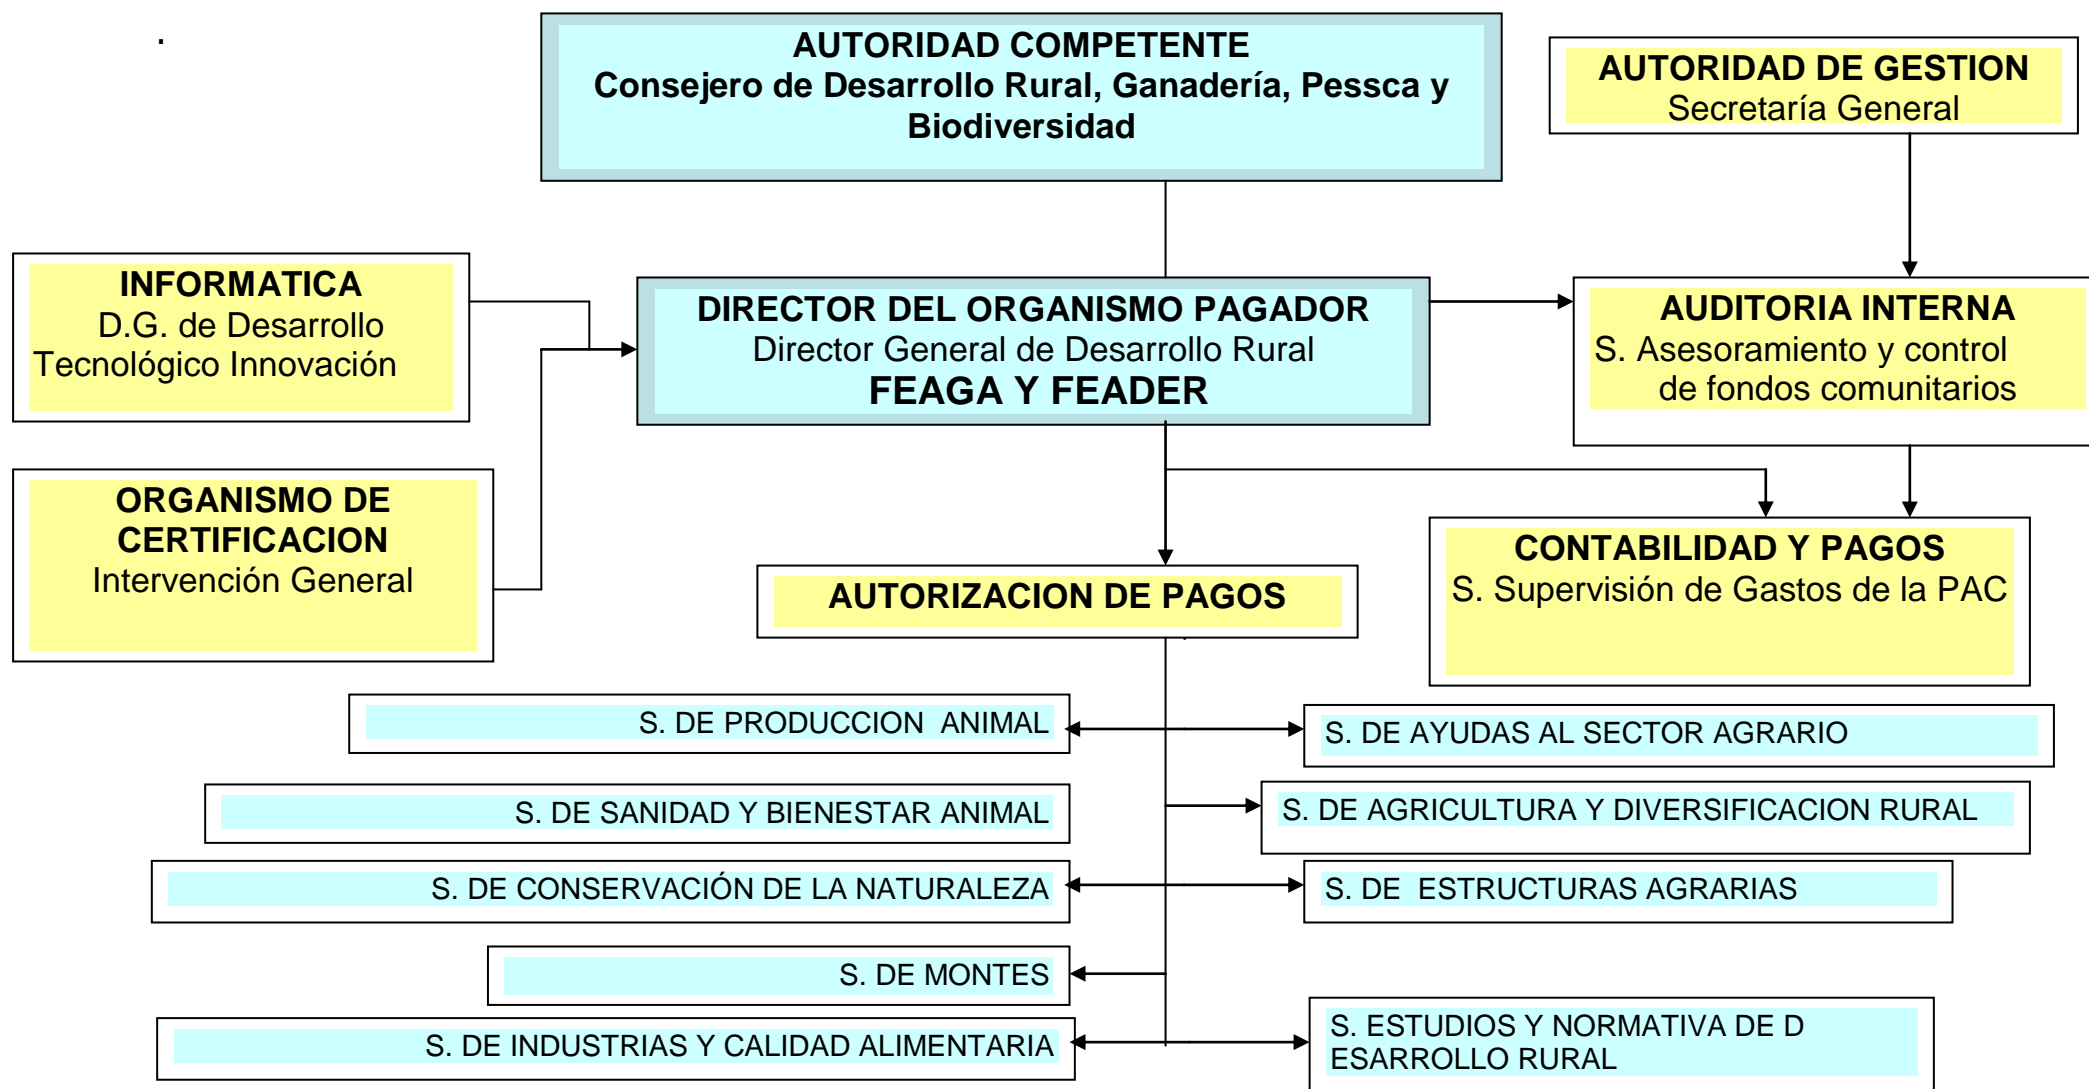 .
AUTORIDAD COMPETENTE
Consejero de Desarrollo Rural, Ganadería, Pessca y
Biodiversidad
AUTORIDAD DE GESTION
Secretaría General
INFORMATICA
D.G. de Desarrollo
Tecnológico Innovación
DIRECTOR DEL ORGANISMO PAGADOR
Director General de Desarrollo Rural
FEAGA Y FEADER
AUDITORIA INTERNA
S. Asesoramiento y control
de fondos comunitarios
ORGANISMO DE
CERTIFICACION
Intervención General
AUTORIZACION DE PAGOS
CONTABILIDAD Y PAGOS
S. Supervisión de Gastos de la PAC
S. DE PRODUCCION  ANIMAL
S. DE AYUDAS AL SECTOR AGRARIO
S. DE SANIDAD Y BIENESTAR ANIMAL
S. DE AGRICULTURA Y DIVERSIFICACION RURAL
S. DE CONSERVACIÓN DE LA NATURALEZA
S. DE  ESTRUCTURAS AGRARIAS
S. DE MONTES
S. DE INDUSTRIAS Y CALIDAD ALIMENTARIA
S. ESTUDIOS Y NORMATIVA DE D
ESARROLLO RURAL